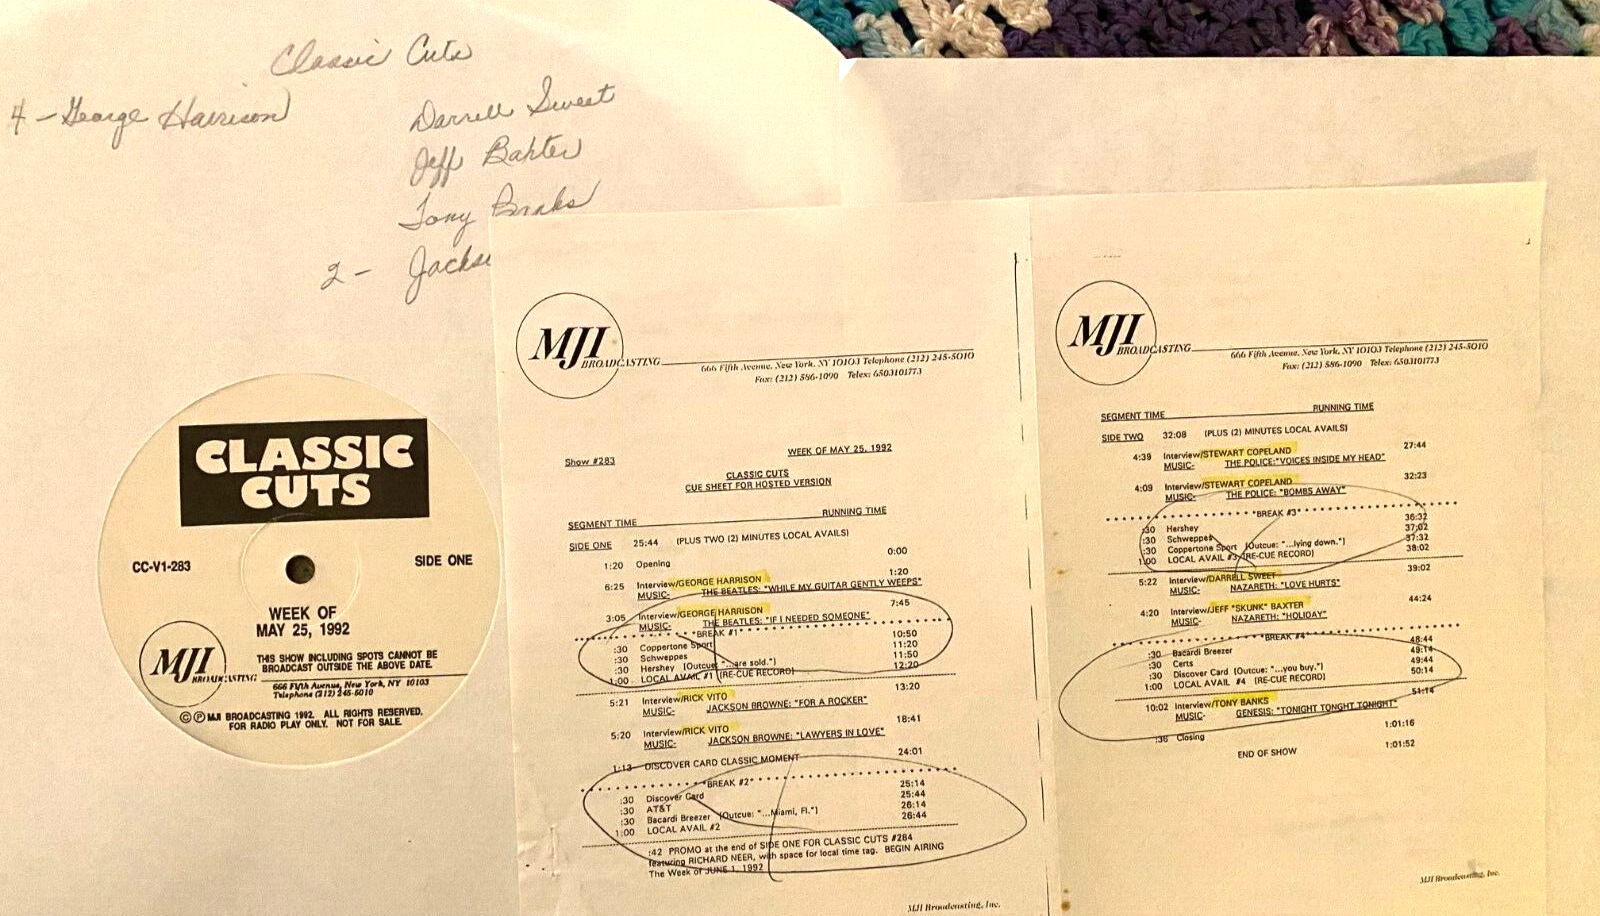 Classic Cuts
4 - George Harrison
Darrell Sweet
Jeff Baxter
Tony Banks
2 -
CLASSIC
CUTS
CC-V1-283
SIDE ONE
WEEK OF
MAY 25, 1992
MJI
BROADCASTING
THIS SHOW INCLUDING SPOTS CANNOT BE
BROADCAST OUTSIDE THE ABOVE DATE.
666 Fifth Avenue, New York, NY 10103
Telephone (212) 245-5010
©℗ MJI BROADCASTING 1992. ALL RIGHTS RESERVED.
FOR RADIO PLAY ONLY. NOT FOR SALE.
MJI
BROADCASTING
666 Fifth Avenue, New York, NY 10103 Telephone (212) 245-5010
Fax: (212) 586-1090 Telex: 6503101773
Show #283
WEEK OF MAY 25, 1992
CLASSIC CUTS
CUE SHEET FOR HOSTED VERSION
SEGMENT TIME RUNNING TIME
SIDE ONE 25:44 (PLUS TWO (2) MINUTES LOCAL AVAILS)
0:00
1:20 Opening
1:20
6:25 Interview/GEORGE HARRISON
MUSIC- THE BEATLES: "WHILE MY GUITAR GENTLY WEEPS"
7:45
3:05 Interview/GEORGE HARRISON
MUSIC- THE BEATLES: "IF I NEEDED SOMEONE"
BREAK #1
10:50
:30 Coppertone Sport 11:20
:30 Schweppes 11:50
:30 Hershey [Outcue: "...are sold."] 12:20
1:00 LOCAL AVAIL #1 [RE-CUE RECORD]
13:20
5:21 Interview/RICK VITO
MUSIC- JACKSON BROWNE: "FOR A ROCKER"
18:41
5:20 Interview/RICK VITO
MUSIC- JACKSON BROWNE: "LAWYERS IN LOVE"
24:01
1:13 DISCOVER CARD CLASSIC MOMENT
BREAK #2
25:14
:30 Discover Card 25:44
:30 AT&T 26:14
:30 Bacardi Breezer [Outcue: "...Miami, Fl."] 26:44
1:00 LOCAL AVAIL #2
:42 PROMO at the end of SIDE ONE FOR CLASSIC CUTS #284
featuring RICHARD NEER, with space for local time tag. BEGIN AIRING
The Week of JUNE 1, 1992
MJI Broadcasting, Inc.
MJI
BROADCASTING
666 Fifth Avenue, New York, NY 10103 Telephone (212) 245-5010
Fax: (212) 586-1090 Telex: 6503101773
SEGMENT TIME RUNNING TIME
SIDE TWO 32:08 (PLUS (2) MINUTES LOCAL AVAILS)
27:44
4:39 Interview/STEWART COPELAND
MUSIC- THE POLICE:"VOICES INSIDE MY HEAD"
32:23
4:09 Interview/STEWART COPELAND
MUSIC- THE POLICE: "BOMBS AWAY"
BREAK #3
36:32
:30 Hershey 37:02
:30 Schweppes 37:32
:30 Coppertone Sport [Outcue: "...lying down."] 38:02
1:00 LOCAL AVAIL #3 [RE-CUE RECORD]
39:02
5:22 Interview/DARRELL SWEET
MUSIC- NAZARETH: "LOVE HURTS"
44:24
4:20 Interview/JEFF "SKUNK" BAXTER
MUSIC- NAZARETH: "HOLIDAY"
BREAK #4
48:44
:30 Bacardi Breezer 49:14
:30 Certs 49:44
:30 Discover Card [Outcue: "...you buy."] 50:14
1:00 LOCAL AVAIL #4 [RE-CUE RECORD]
51:14
10:02 Interview/TONY BANKS
MUSIC- GENESIS: "TONIGHT TONGHT TONIGHT"
1:01:16
:36 Closing
1:01:52
END OF SHOW
MJI Broadcasting, Inc.